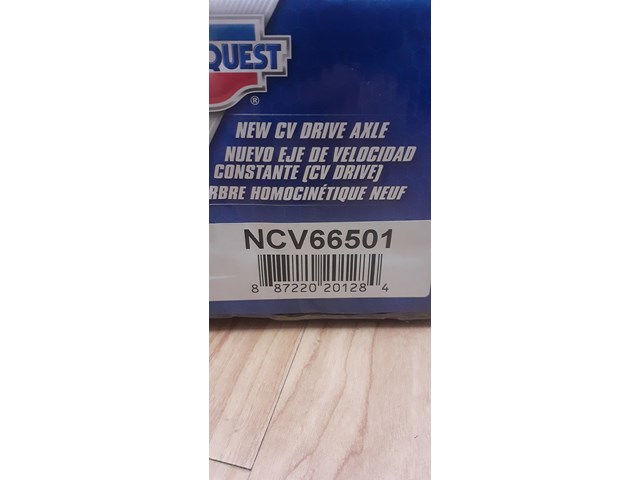 QUEST
®
NEW CV DRIVE AXLE
NUEVO EJE DE VELOCIDAD
CONSTANTE (CV DRIVE)
RBRE HOMOCINÉTIQUE NEUF
NCV66501
8 87220 20128 4